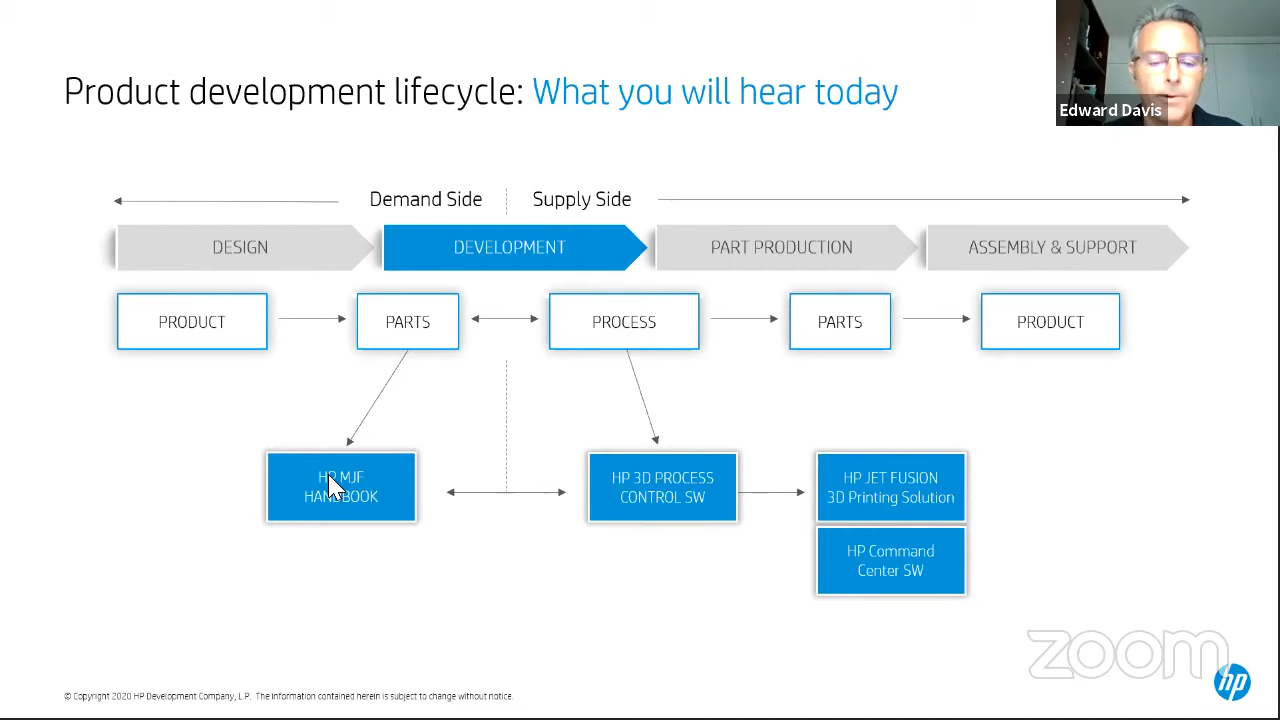 Product development lifecycle: What you will hear today
Edward Davis
Demand Side
Supply Side
DESIGN
DEVELOPMENT
PART PRODUCTION
ASSEMBLY & SUPPORT
PRODUCT
PARTS
PROCESS
PARTS
PRODUCT
HP MJF
HANDBOOK
HP 3D PROCESS
CONTROL SW
HP JET FUSION
3D Printing Solution
HP Command
Center SW
zoom
hp
© Copyright 2020 HP Development Company, L.P. The information contained herein is subject to change without notice.